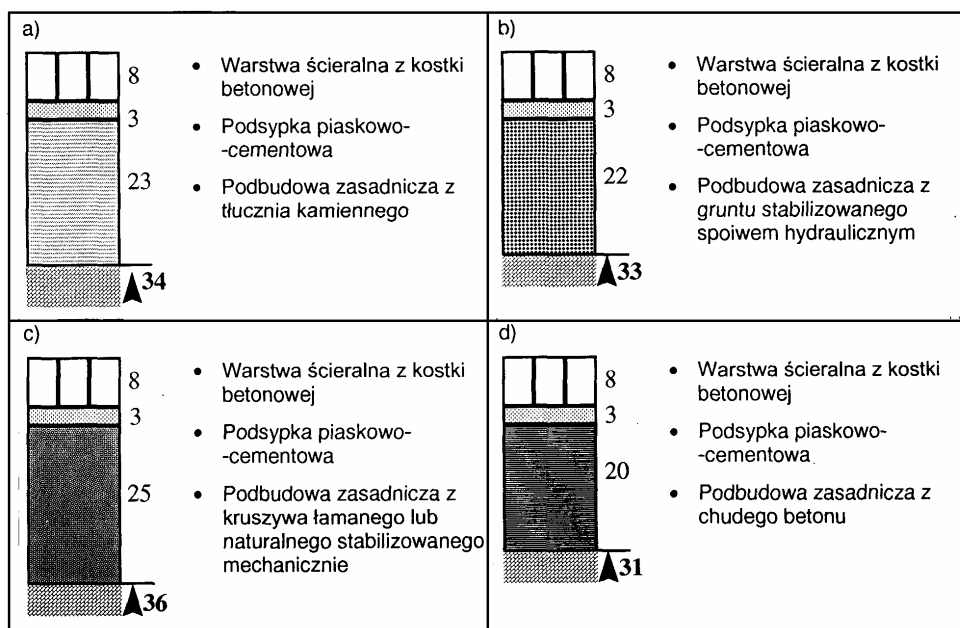 a)
8
3
23
34
• Warstwa ścieralna z kostki
betonowej
• Podsypka piaskowo-
-cementowa
• Podbudowa zasadnicza z
tłucznia kamiennego
b)
8
3
22
33
• Warstwa ścieralna z kostki
betonowej
• Podsypka piaskowo-
-cementowa
• Podbudowa zasadnicza z
gruntu stabilizowanego
spoiwem hydraulicznym
c)
8
3
25
36
• Warstwa ścieralna z kostki
betonowej
• Podsypka piaskowo-
-cementowa
• Podbudowa zasadnicza z
kruszywa łamanego lub
naturalnego stabilizowanego
mechanicznie
d)
8
3
20
31
• Warstwa ścieralna z kostki
betonowej
• Podsypka piaskowo-
-cementowa
• Podbudowa zasadnicza z
chudego betonu